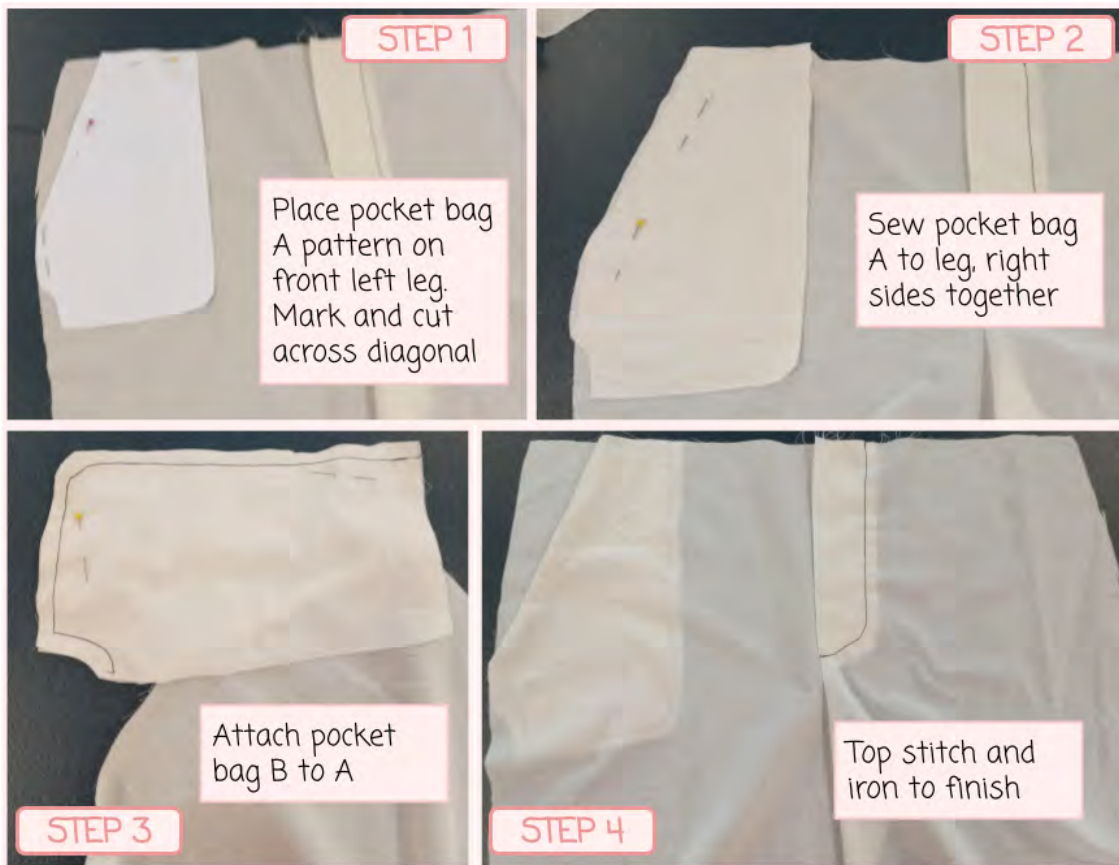 STEP 1
Place pocket bag
A pattern on
front left leg.
Mark and cut
across diagonal
STEP 2
Sew pocket bag
A to leg, right
sides together
Attach pocket
bag B to A
STEP 3
Top stitch and
iron to finish
STEP 4